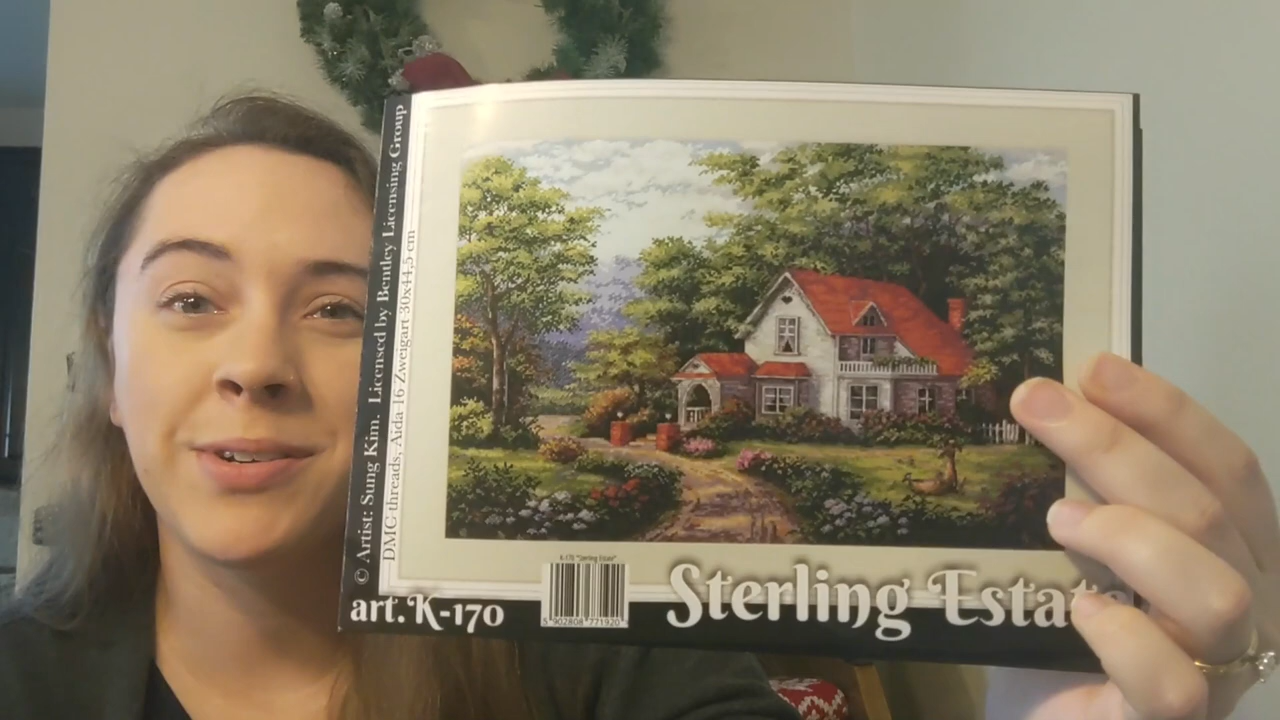 © Artist: Sung Kim. Licensed by Bentley Licensing Group
DMC threads, Aida 16 Zweigart 30x44,5 cm
K-170 "Sterling Estate"
5 902808 771920
art.K-170
Sterling Estate